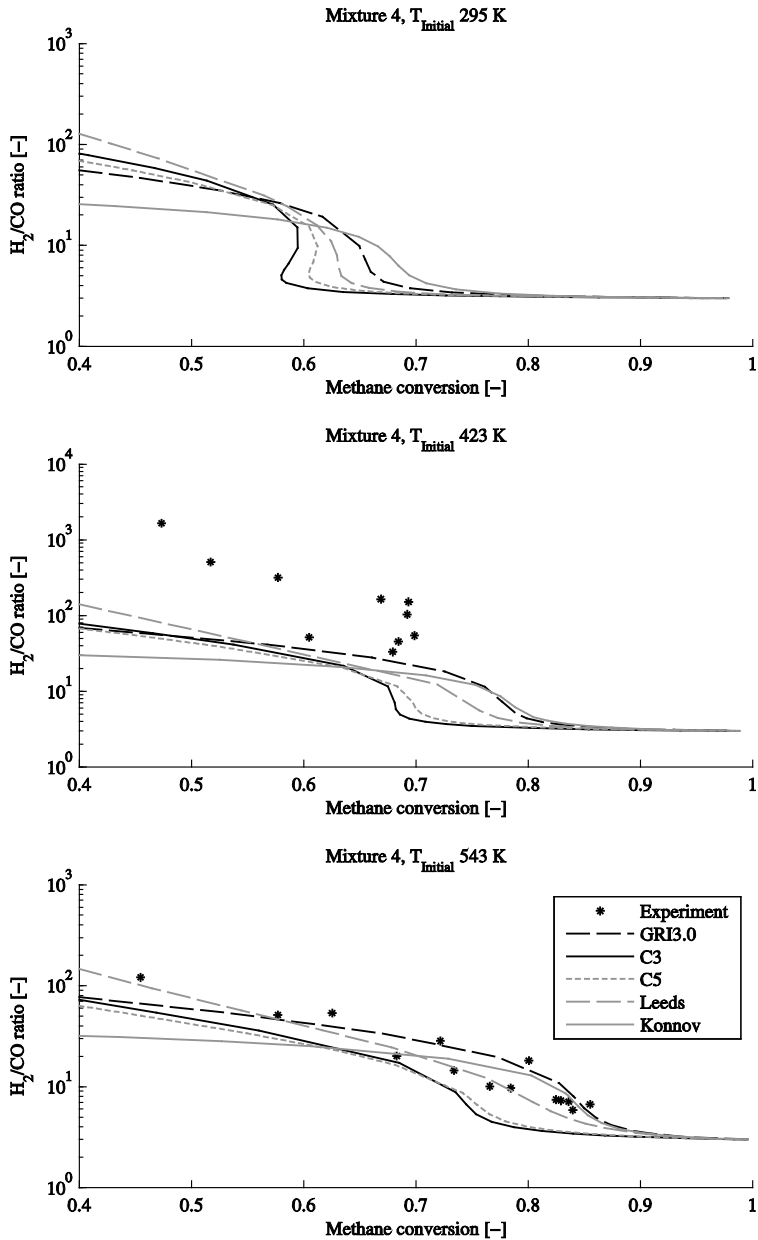 Mixture 4, T_Initial 295 K
10^3
10^2
10^1
10^0
H_2/CO ratio [−]
0.4 0.5 0.6 0.7 0.8 0.9 1
Methane conversion [−]
Mixture 4, T_Initial 423 K
10^4
10^3
10^2
10^1
10^0
H_2/CO ratio [−]
0.4 0.5 0.6 0.7 0.8 0.9 1
Methane conversion [−]
Mixture 4, T_Initial 543 K
10^3
10^2
10^1
10^0
H_2/CO ratio [−]
Experiment
GRI3.0
C3
C5
Leeds
Konnov
0.4 0.5 0.6 0.7 0.8 0.9 1
Methane conversion [−]